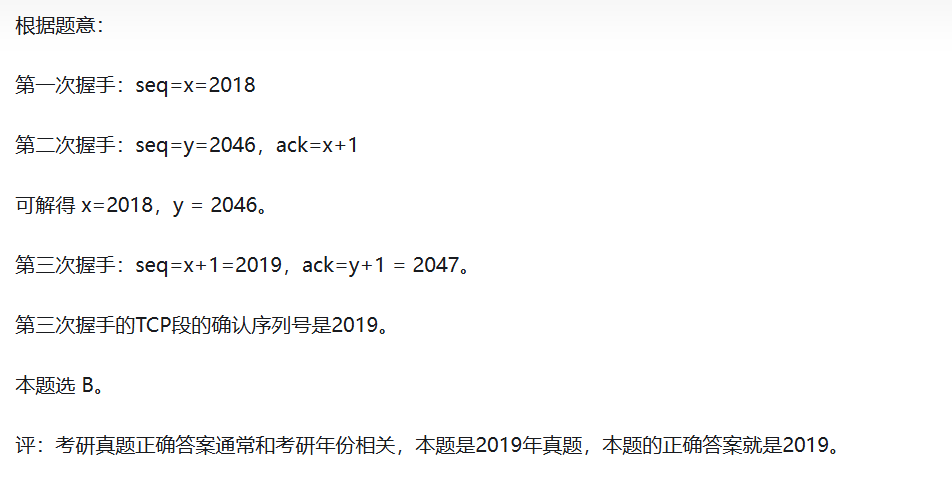 根据题意：
第一次握手：seq=x=2018
第二次握手：seq=y=2046，ack=x+1
可解得 x=2018，y = 2046。
第三次握手：seq=x+1=2019，ack=y+1 = 2047。
第三次握手的TCP段的确认序列号是2019。
本题选 B。
评：考研真题正确答案通常和考研年份相关，本题是2019年真题，本题的正确答案就是2019。